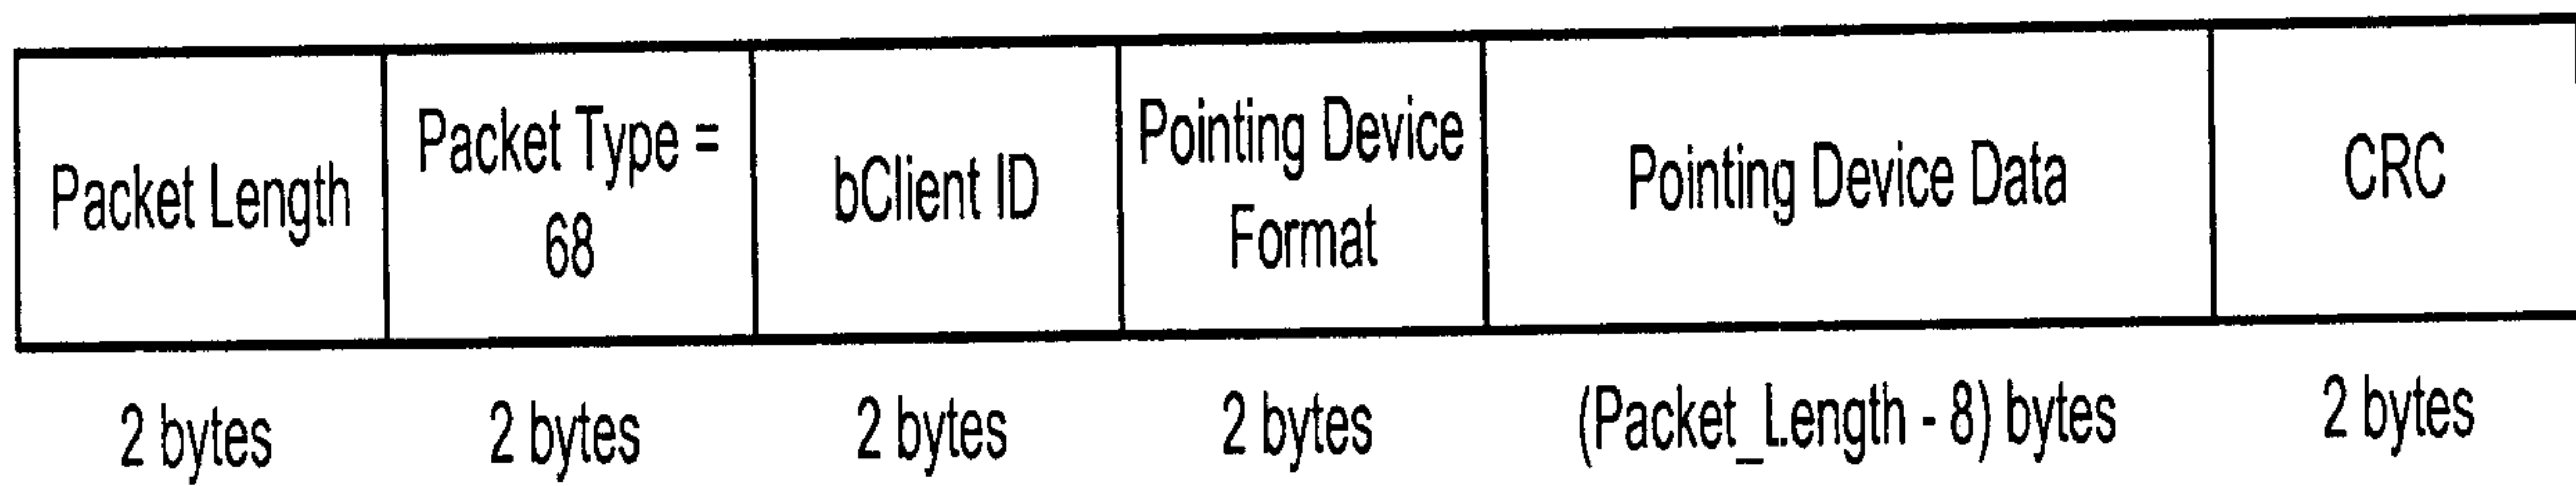 Packet Length
Packet Type =
68
bClient ID
Pointing Device
Format
Pointing Device Data
CRC
2 bytes
2 bytes
2 bytes
2 bytes
(Packet_Length - 8) bytes
2 bytes